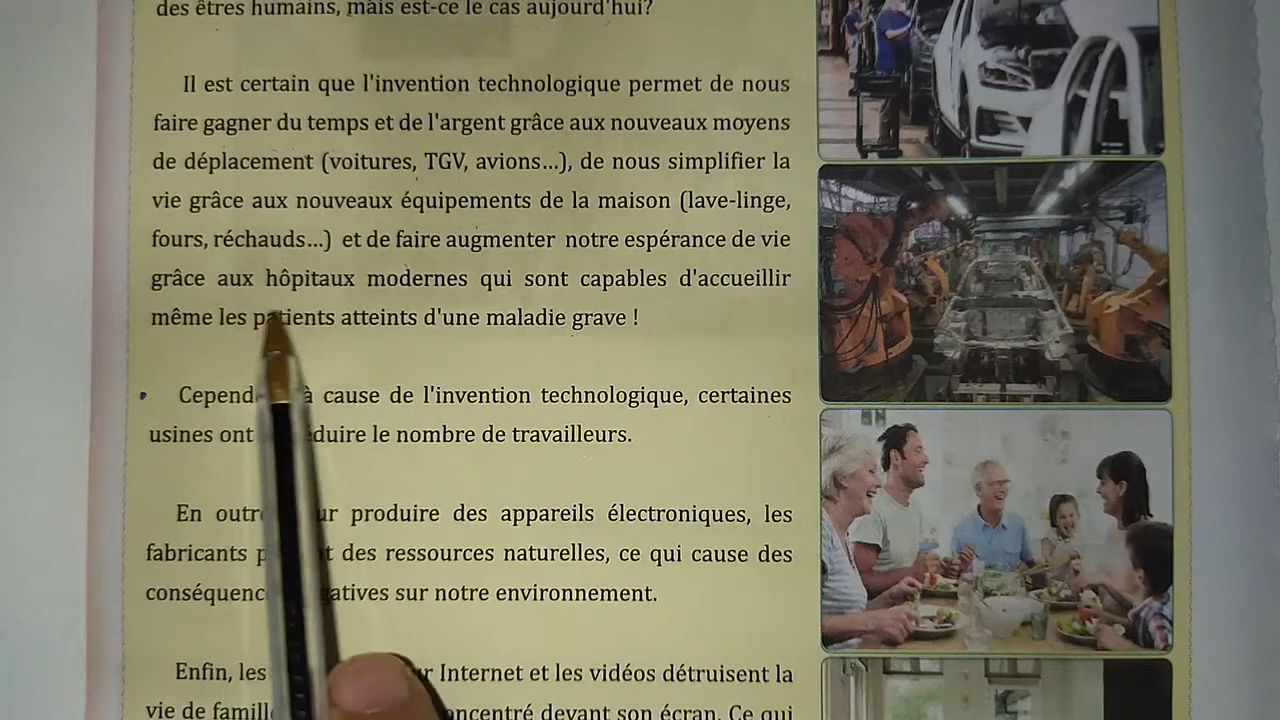 des êtres humains, mais est-ce le cas aujourd'hui?
Il est certain que l'invention technologique permet de nous
faire gagner du temps et de l'argent grâce aux nouveaux moyens
de déplacement (voitures, TGV, avions...), de nous simplifier la
vie grâce aux nouveaux équipements de la maison (lave-linge,
fours, réchauds...) et de faire augmenter notre espérance de vie
grâce aux hôpitaux modernes qui sont capables d'accueillir
même les patients atteints d'une maladie grave !
à cause de l'invention technologique, certaines
usines ont réduire le nombre de travailleurs.
En outre produire des appareils électroniques, les
fabricants des ressources naturelles, ce qui cause des
sur notre environnement.
Enfin, les Internet et les vidéos détruisent la
vie de devant son écran. Ce qui